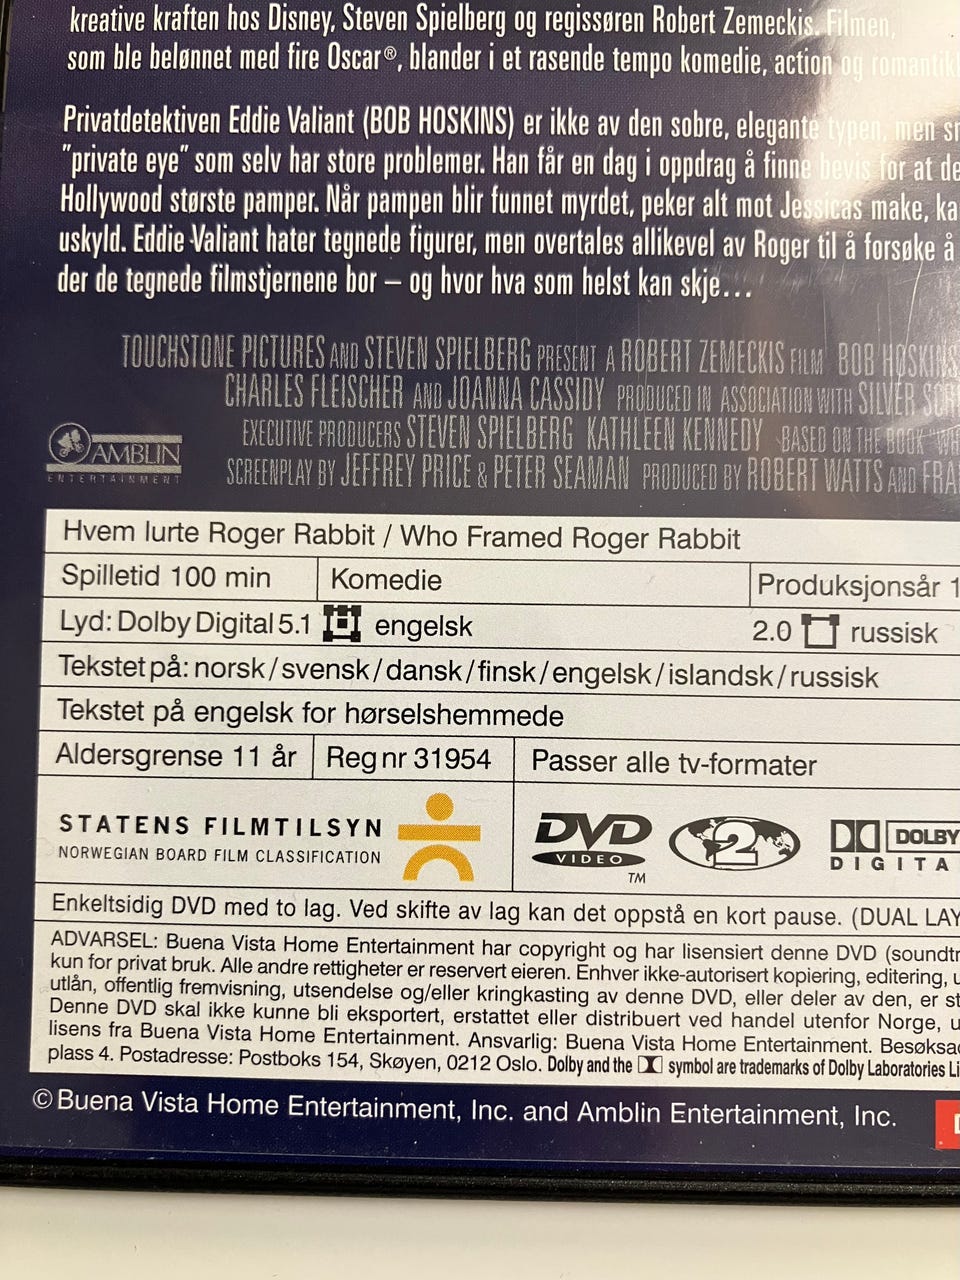 kreative kraften hos Disney, Steven Spielberg og regissøren Robert Zemeckis. Filmen,
som ble belønnet med fire Oscar®, blander i et rasende tempo komedie, action og
Privatdetektiven Eddie Valiant (BOB HOSKINS) er ikke av den sobre, elegante typen, men
"private eye" som selv har store problemer. Han får en dag i oppdrag å finne bevis for at
Hollywood største pamper. Når pampen blir funnet myrdet, peker alt mot Jessicas make,
uskyld. Eddie Valiant hater tegnede figurer, men overtales allikevel av Roger til å forsøke å
der de tegnede filmstjernene bor – og hvor hva som helst kan skje...
TOUCHSTONE PICTURES AND STEVEN SPIELBERG PRESENT A ROBERT ZEMECKIS FILM BOB HOSKINS
CHARLES FLEISCHER AND JOANNA CASSIDY PRODUCED IN ASSOCIATION WITH SILVER
EXECUTIVE PRODUCERS STEVEN SPIELBERG KATHLEEN KENNEDY BASED ON THE BOOK
SCREENPLAY BY JEFFREY PRICE & PETER SEAMAN PRODUCED BY ROBERT WATTS AND
AMBLIN
ENTERTAINMENT
Hvem lurte Roger Rabbit / Who Framed Roger Rabbit
Spilletid 100 min Komedie Produksjonsår
Lyd: Dolby Digital 5.1 engelsk 2.0 russisk
Tekstet på: norsk/svensk/dansk/finsk/engelsk/islandsk/russisk
Tekstet på engelsk for hørselshemmede
Aldersgrense 11 år Reg nr 31954 Passer alle tv-formater
STATENS FILMTILSYN
NORWEGIAN BOARD FILM CLASSIFICATION
DVD
VIDEO
TM
2
DOLBY
DIGITA
Enkeltsidig DVD med to lag. Ved skifte av lag kan det oppstå en kort pause. (DUAL LAY
ADVARSEL: Buena Vista Home Entertainment har copyright og har lisensiert denne DVD
kun for privat bruk. Alle andre rettigheter er reservert eieren. Enhver ikke-autorisert kopiering, editering,
utlån, offentlig fremvisning, utsendelse og/eller kringkasting av denne DVD, eller deler av den, er
Denne DVD skal ikke kunne bli eksportert, erstattet eller distribuert ved handel utenfor Norge,
lisens fra Buena Vista Home Entertainment. Ansvarlig: Buena Vista Home Entertainment.
plass 4. Postadresse: Postboks 154, Skøyen, 0212 Oslo. Dolby and the symbol are trademarks of Dolby Laboratories
© Buena Vista Home Entertainment, Inc. and Amblin Entertainment, Inc.